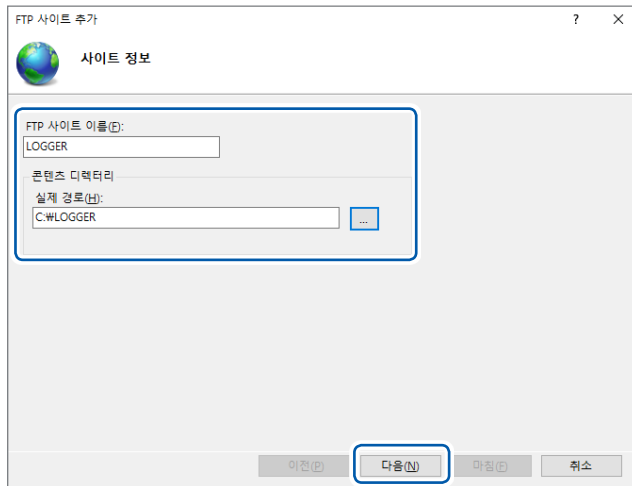 FTP 사이트 추가 ?
사이트 정보
FTP 사이트 이름(F):
LOGGER
콘텐츠 디렉터리
실제 경로(H):
C:₩LOGGER
...
이전(P) 다음(N) 마침(F) 취소